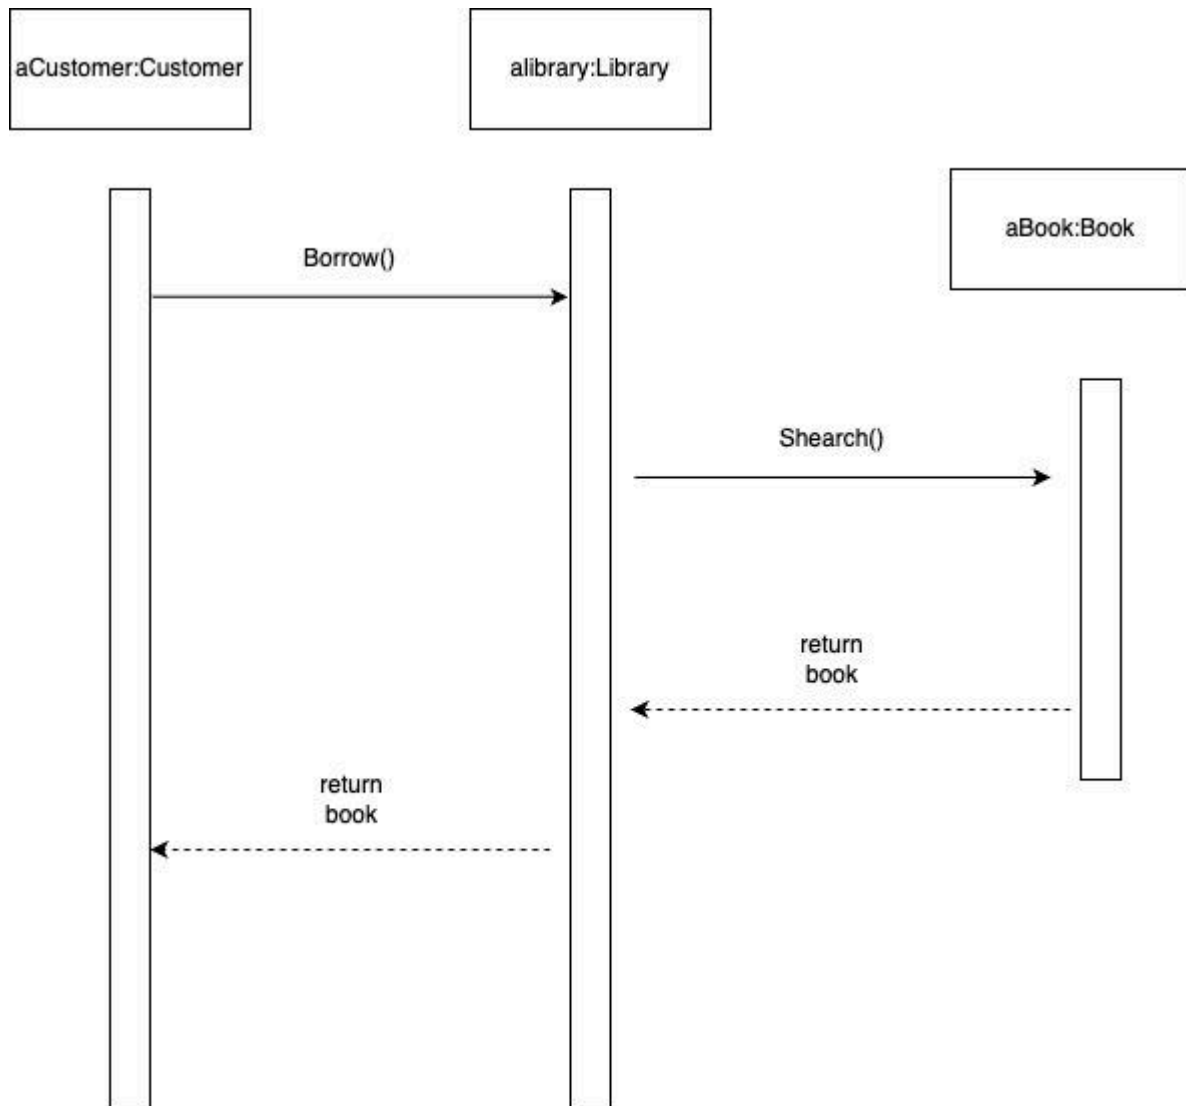 aCustomer:Customer
alibrary:Library
aBook:Book
Borrow()
Shearch()
return
book
return
book